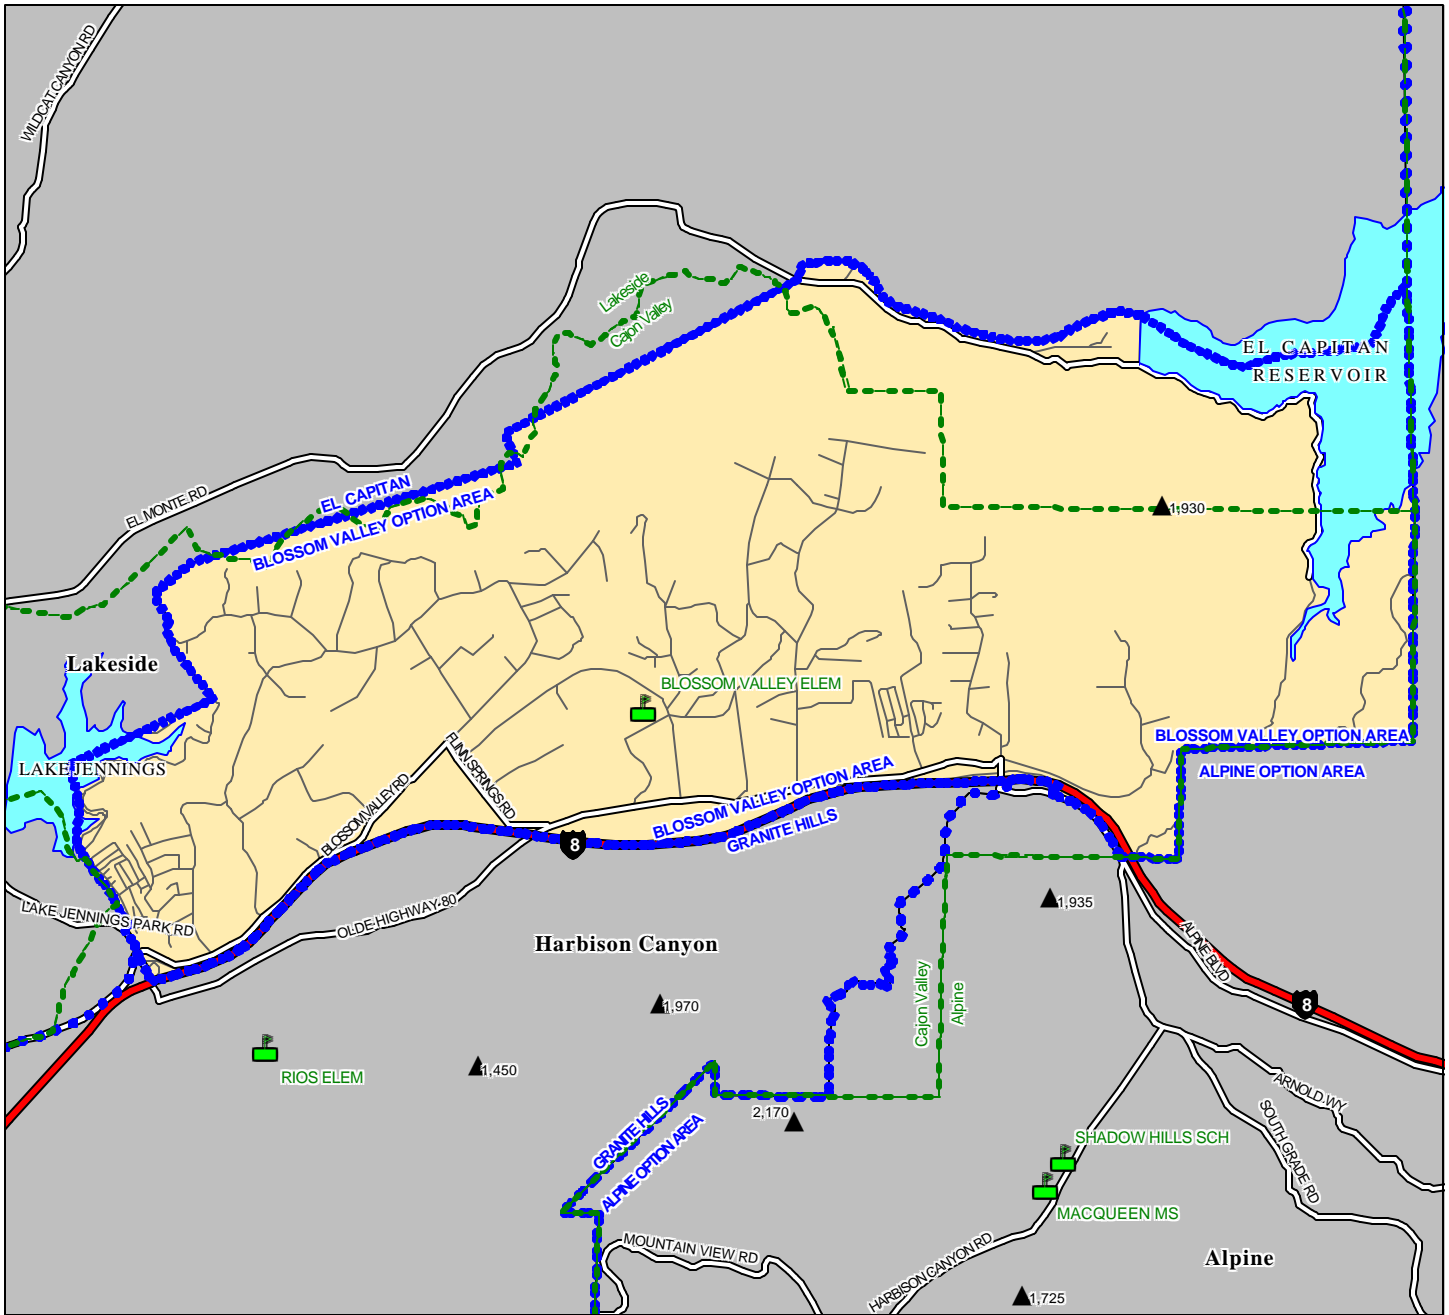 WILDCAT CANYON RD
Lakeside
Cajon Valley
EL CAPITAN
RESERVOIR
EL MONTE RD
EL CAPITAN
BLOSSOM VALLEY OPTION AREA
1,930
Lakeside
BLOSSOM VALLEY ELEM
BLOSSOM VALLEY OPTION AREA
ALPINE OPTION AREA
LAKE JENNINGS
FLINN SPRINGS RD
BLOSSOM VALLEY RD
BLOSSOM VALLEY OPTION AREA
GRANITE HILLS
8
LAKE JENNINGS PARK RD
OLDE HIGHWAY 80
1,935
Harbison Canyon
ALPINE BLVD
Cajon Valley
Alpine
1,970
8
RIOS ELEM
1,450
2,170
GRANITE HILLS
ALPINE OPTION AREA
ARNOLD WY
SOUTH GRADE RD
SHADOW HILLS SCH
MACQUEEN MS
MOUNTAIN VIEW RD
HARBISON CANYON RD
Alpine
1,725